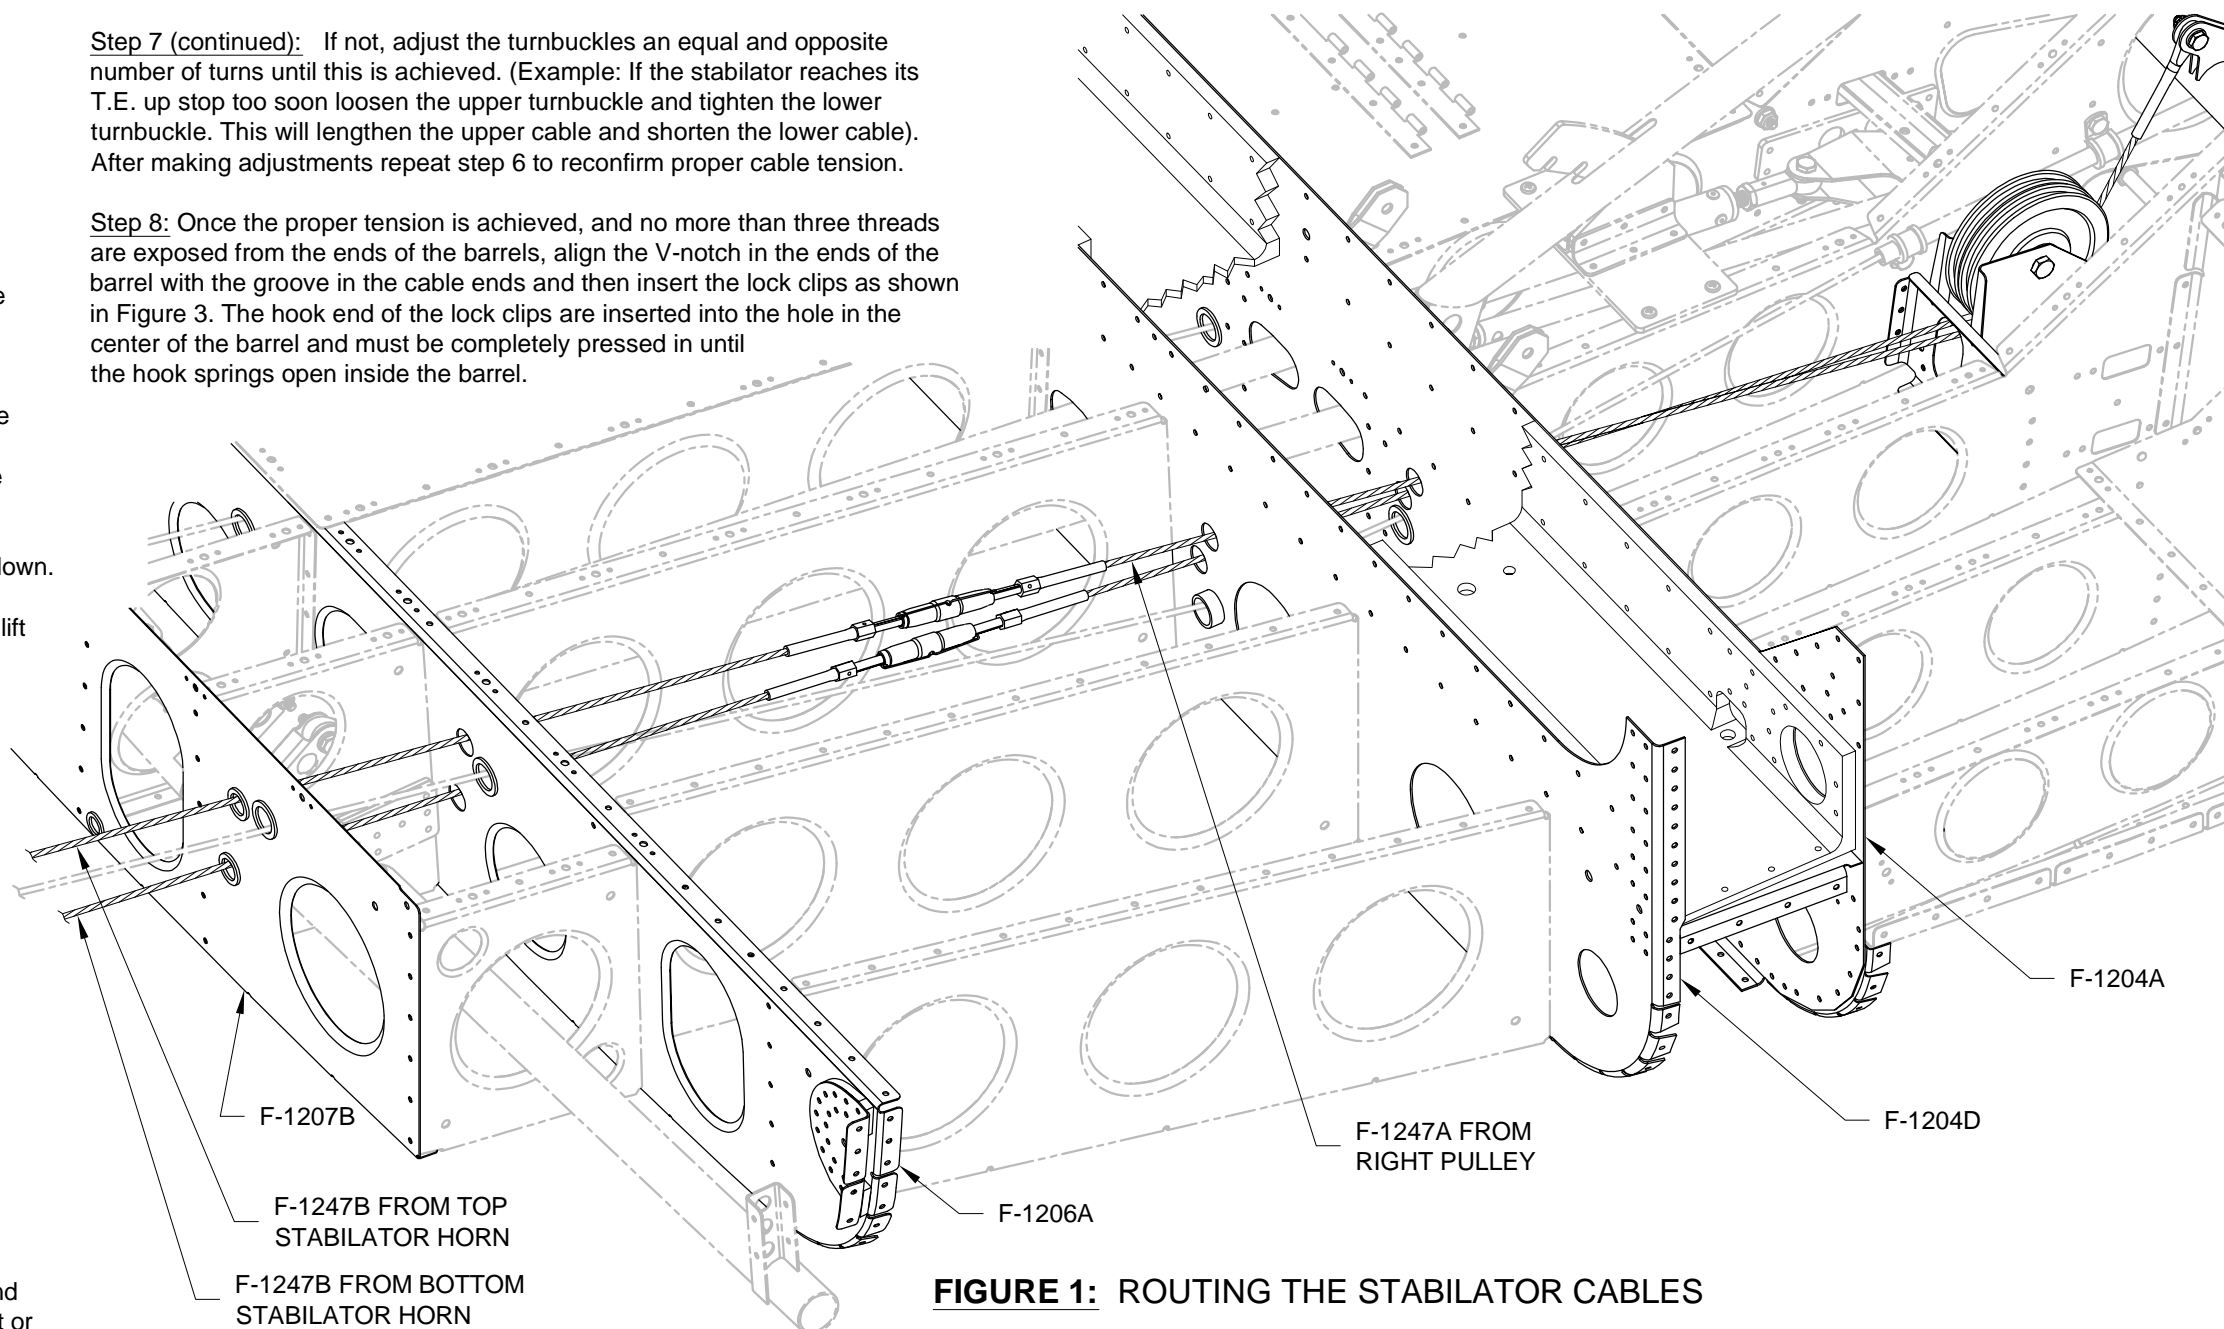 Step 7 (continued): If not, adjust the turnbuckles an equal and opposite
number of turns until this is achieved. (Example: If the stabilator reaches its
T.E. up stop too soon loosen the upper turnbuckle and tighten the lower
turnbuckle. This will lengthen the upper cable and shorten the lower cable).
After making adjustments repeat step 6 to reconfirm proper cable tension.
Step 8: Once the proper tension is achieved, and no more than three threads
are exposed from the ends of the barrels, align the V-notch in the ends of the
barrel with the groove in the cable ends and then insert the lock clips as shown
in Figure 3. The hook end of the lock clips are inserted into the hole in the
center of the barrel and must be completely pressed in until
the hook springs open inside the barrel.
lift
t or
F-1204A
F-1204D
F-1247A FROM
RIGHT PULLEY
F-1206A
F-1207B
F-1247B FROM TOP
STABILATOR HORN
F-1247B FROM BOTTOM
STABILATOR HORN
FIGURE 1: ROUTING THE STABILATOR CABLES